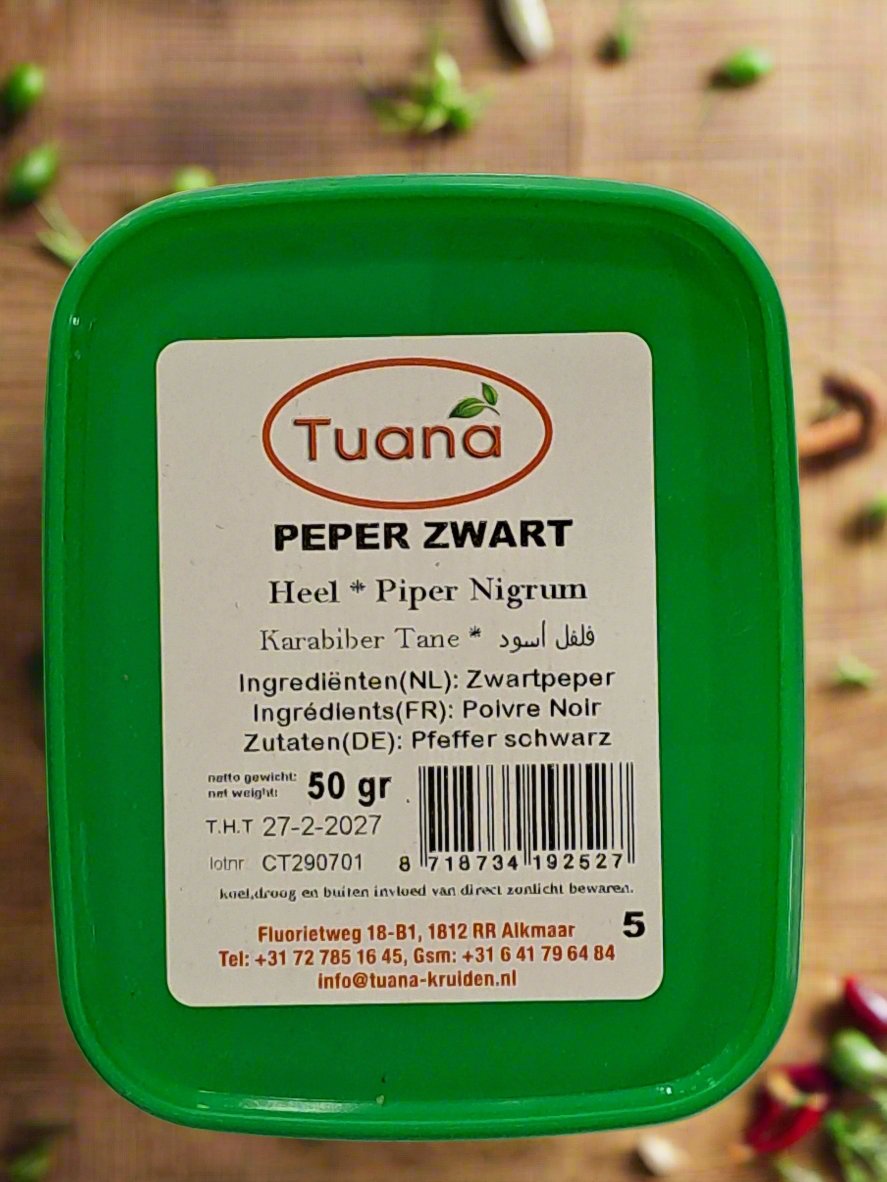 Tuana
PEPER ZWART
Heel * Piper Nigrum
Karabiber Tane * فلفل أسود
Ingrediënten(NL): Zwartpeper
Ingrédients(FR): Poivre Noir
Zutaten(DE): Pfeffer schwarz
netto gewicht: 50 gr
net weight:
T.H.T 27-2-2027
lotnr CT290701
8 718734 192527
koel,droog en buiten invloed van direct zonlicht bewaren.
Fluorietweg 18-B1, 1812 RR Alkmaar 5
Tel: +31 72 785 16 45, Gsm: +31 6 41 79 64 84
info@tuana-kruiden.nl